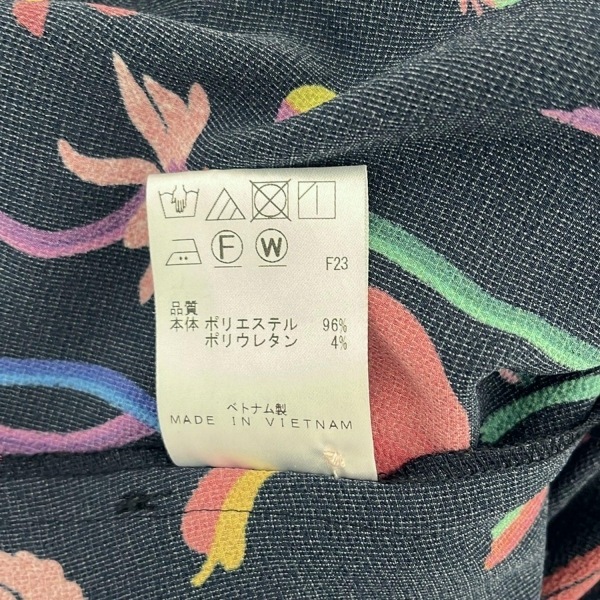 F W F23
品質
本体 ポリエステル 96%
ポリウレタン 4%
ベトナム製
MADE IN VIETNAM